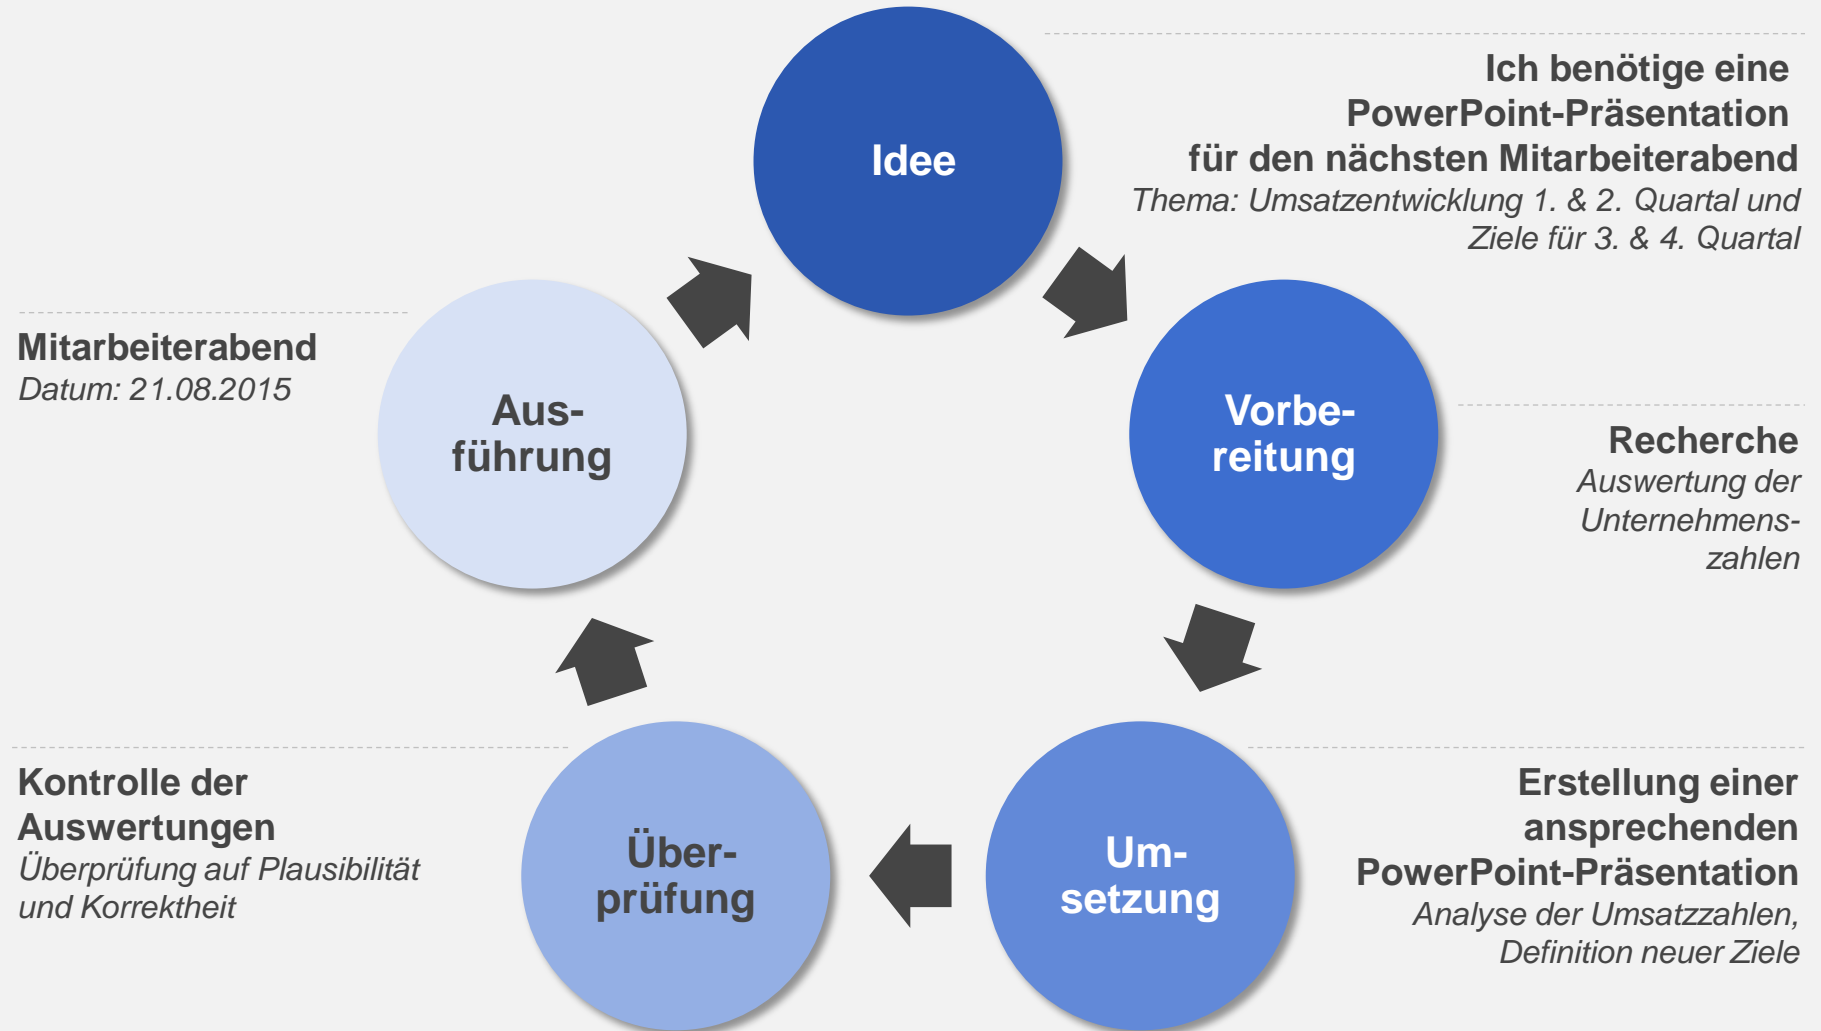 Idee
Ich benötige eine
PowerPoint-Präsentation
für den nächsten Mitarbeiterabend
Thema: Umsatzentwicklung 1. & 2. Quartal und
Ziele für 3. & 4. Quartal
Vorbe-
reitung
Recherche
Auswertung der
Unternehmens-
zahlen
Um-
setzung
Erstellung einer
ansprechenden
PowerPoint-Präsentation
Analyse der Umsatzzahlen,
Definition neuer Ziele
Über-
prüfung
Kontrolle der
Auswertungen
Überprüfung auf Plausibilität
und Korrektheit
Aus-
führung
Mitarbeiterabend
Datum: 21.08.2015